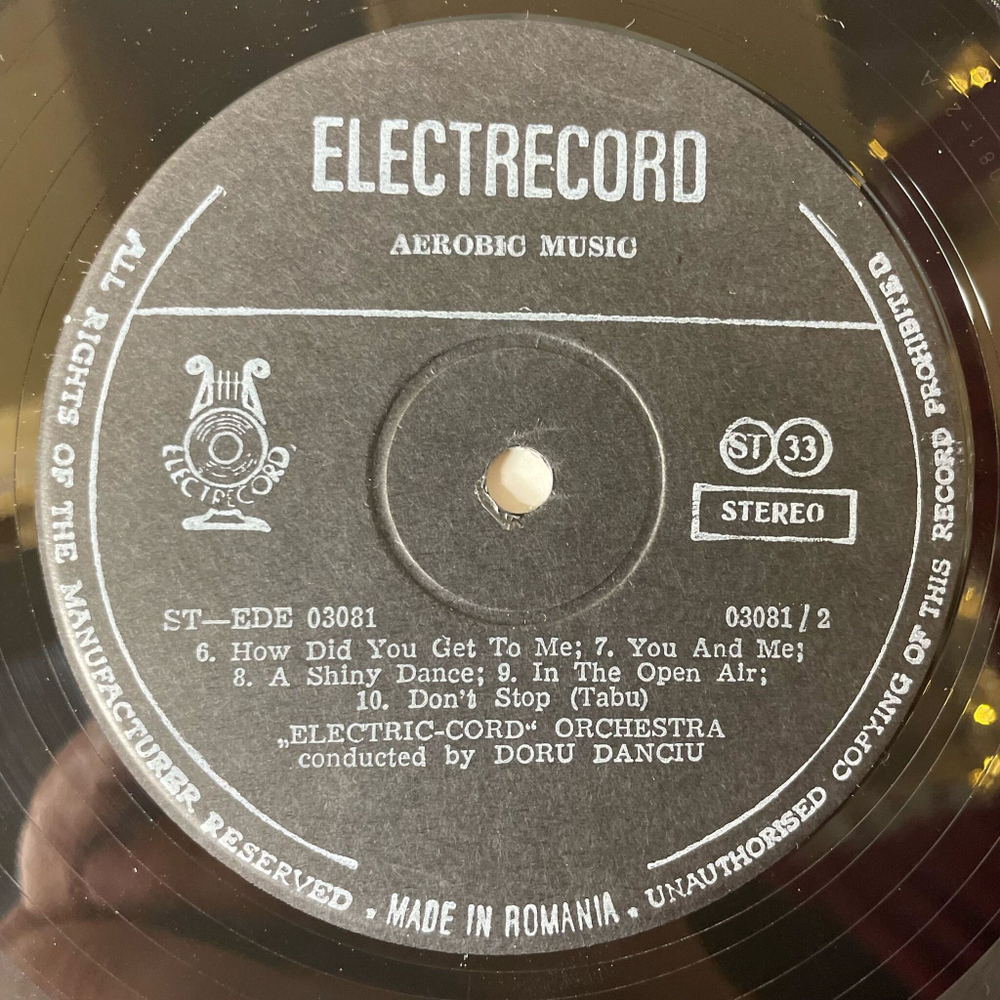 ELECTRECORD
AEROBIC MUSIC
ELECTRECORD
ST 33
STEREO
ST—EDE 03081 03081/2
6. How Did You Get To Me; 7. You And Me;
8. A Shiny Dance; 9. In The Open Air;
10. Don't Stop (Tabu)
„ELECTRIC-CORD“ ORCHESTRA
conducted by DORU DANCIU
ALL RIGHTS OF THE MANUFACTURER RESERVED • MADE IN ROMANIA • UNAUTHORISED COPYING OF THIS RECORD PROHIBITED